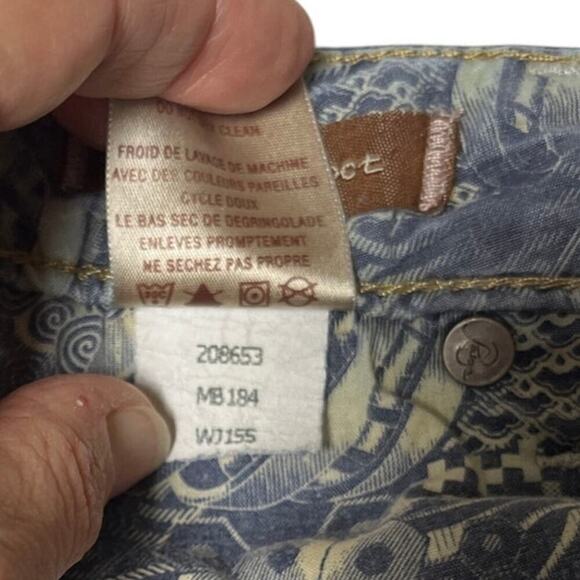 CLEAN
FROID DE LAVAGE DE MACHINE
AVEC DES COULEURS PAREILLES
CYCLE DOUX
LE BAS SEC DE DEGRINGOLADE
ENLEVES PROMPTEMENT
NE SECHEZ PAS PROPRE
208653
MB184
WJ155